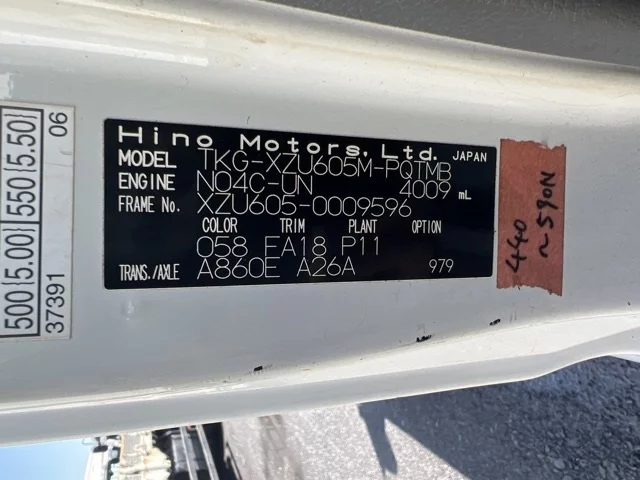 Hino Motors, Ltd. JAPAN
MODEL TKG-XZU605M-PQTMB
ENGINE N04C-UN 4009 mL
FRAME No. XZU605-0009596
COLOR TRIM PLANT OPTION
058 FA18 P11
TRANS./AXLE A860E A26A 979
500 5.00 550 5.50
37391 06
440
~590N